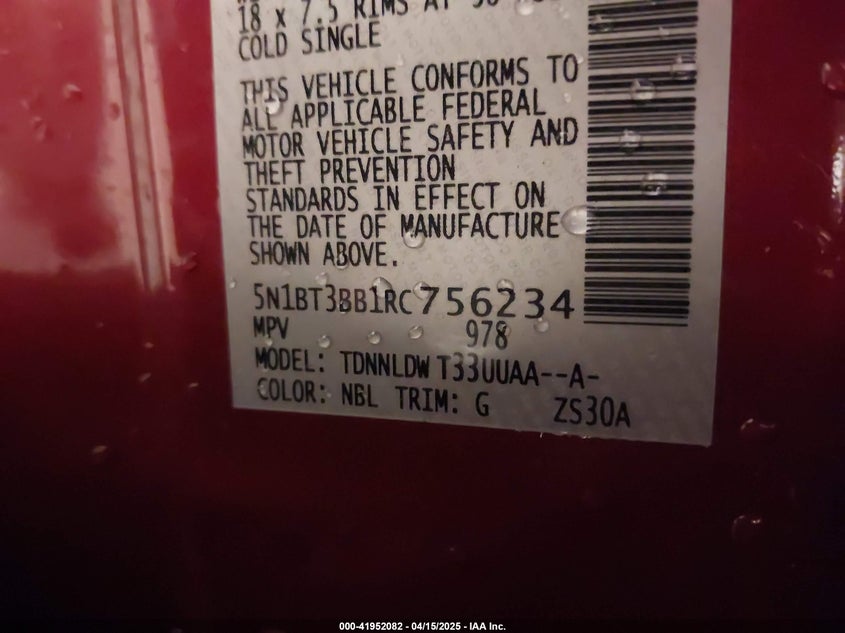 18 x 7.5 RIMS AT
COLD SINGLE
THIS VEHICLE CONFORMS TO
ALL APPLICABLE FEDERAL
MOTOR VEHICLE SAFETY AND
THEFT PREVENTION
STANDARDS IN EFFECT ON
THE DATE OF MANUFACTURE
SHOWN ABOVE.
5N1BT3BB1RC756234
MPV 978
MODEL: TDNNLDW T33UUAA--A-
COLOR: NBL TRIM: G ZS30A
000-41952082 - 04/15/2025 - IAA Inc.